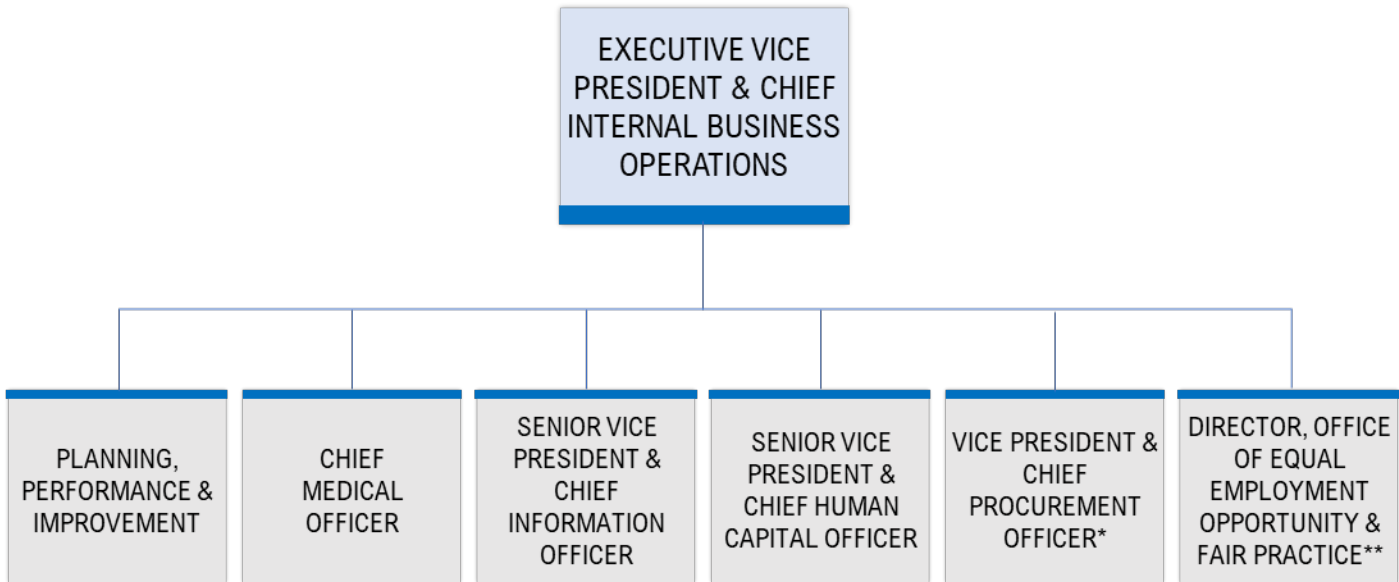 EXECUTIVE VICE
PRESIDENT & CHIEF
INTERNAL BUSINESS
OPERATIONS
PLANNING,
PERFORMANCE &
IMPROVEMENT
CHIEF
MEDICAL
OFFICER
SENIOR VICE
PRESIDENT &
CHIEF
INFORMATION
OFFICER
SENIOR VICE
PRESIDENT &
CHIEF HUMAN
CAPITAL OFFICER
VICE PRESIDENT &
CHIEF
PROCUREMENT
OFFICER*
DIRECTOR, OFFICE
OF EQUAL
EMPLOYMENT
OPPORTUNITY &
FAIR PRACTICE**